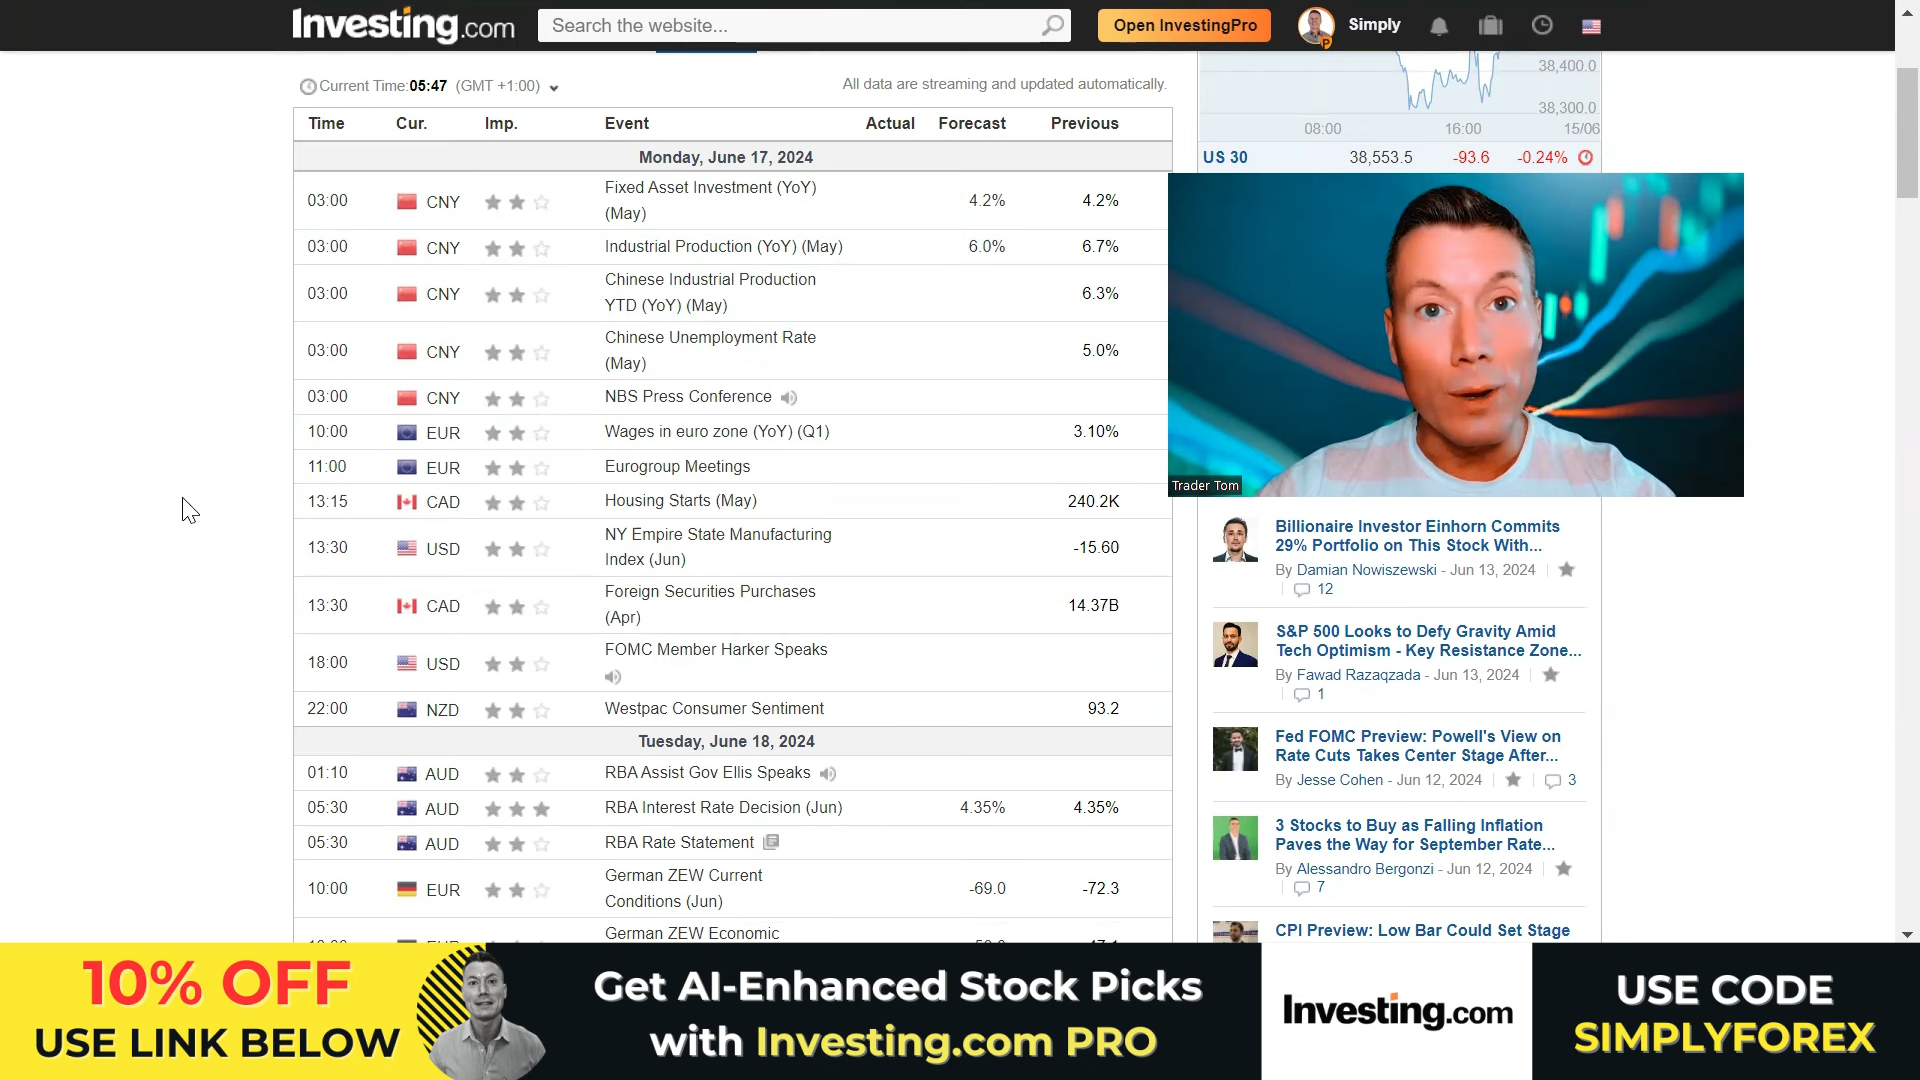 Investing.com
Search the website...
Open InvestingPro
Simply
P
Current Time:05:47 (GMT +1:00)
All data are streaming and updated automatically.
Time Cur. Imp. Event Actual Forecast Previous
Monday, June 17, 2024
03:00 CNY Fixed Asset Investment (YoY) (May) 4.2% 4.2%
03:00 CNY Industrial Production (YoY) (May) 6.0% 6.7%
03:00 CNY Chinese Industrial Production YTD (YoY) (May) 6.3%
03:00 CNY Chinese Unemployment Rate (May) 5.0%
03:00 CNY NBS Press Conference
10:00 EUR Wages in euro zone (YoY) (Q1) 3.10%
11:00 EUR Eurogroup Meetings
13:15 CAD Housing Starts (May) 240.2K
13:30 USD NY Empire State Manufacturing Index (Jun) -15.60
13:30 CAD Foreign Securities Purchases (Apr) 14.37B
18:00 USD FOMC Member Harker Speaks
22:00 NZD Westpac Consumer Sentiment 93.2
Tuesday, June 18, 2024
01:10 AUD RBA Assist Gov Ellis Speaks
05:30 AUD RBA Interest Rate Decision (Jun) 4.35% 4.35%
05:30 AUD RBA Rate Statement
10:00 EUR German ZEW Current Conditions (Jun) -69.0 -72.3
German ZEW Economic
38,400.0
38,300.0
08:00 16:00 15/06
US 30 38,553.5 -93.6 -0.24%
Trader Tom
Billionaire Investor Einhorn Commits
29% Portfolio on This Stock With...
By Damian Nowiszewski - Jun 13, 2024
12
S&P 500 Looks to Defy Gravity Amid
Tech Optimism - Key Resistance Zone...
By Fawad Razaqzada - Jun 13, 2024
1
Fed FOMC Preview: Powell's View on
Rate Cuts Takes Center Stage After...
By Jesse Cohen - Jun 12, 2024 3
3 Stocks to Buy as Falling Inflation
Paves the Way for September Rate...
By Alessandro Bergonzi - Jun 12, 2024
7
CPI Preview: Low Bar Could Set Stage
10% OFF
USE LINK BELOW
Get AI-Enhanced Stock Picks
with Investing.com PRO
Investing.com
USE CODE
SIMPLYFOREX